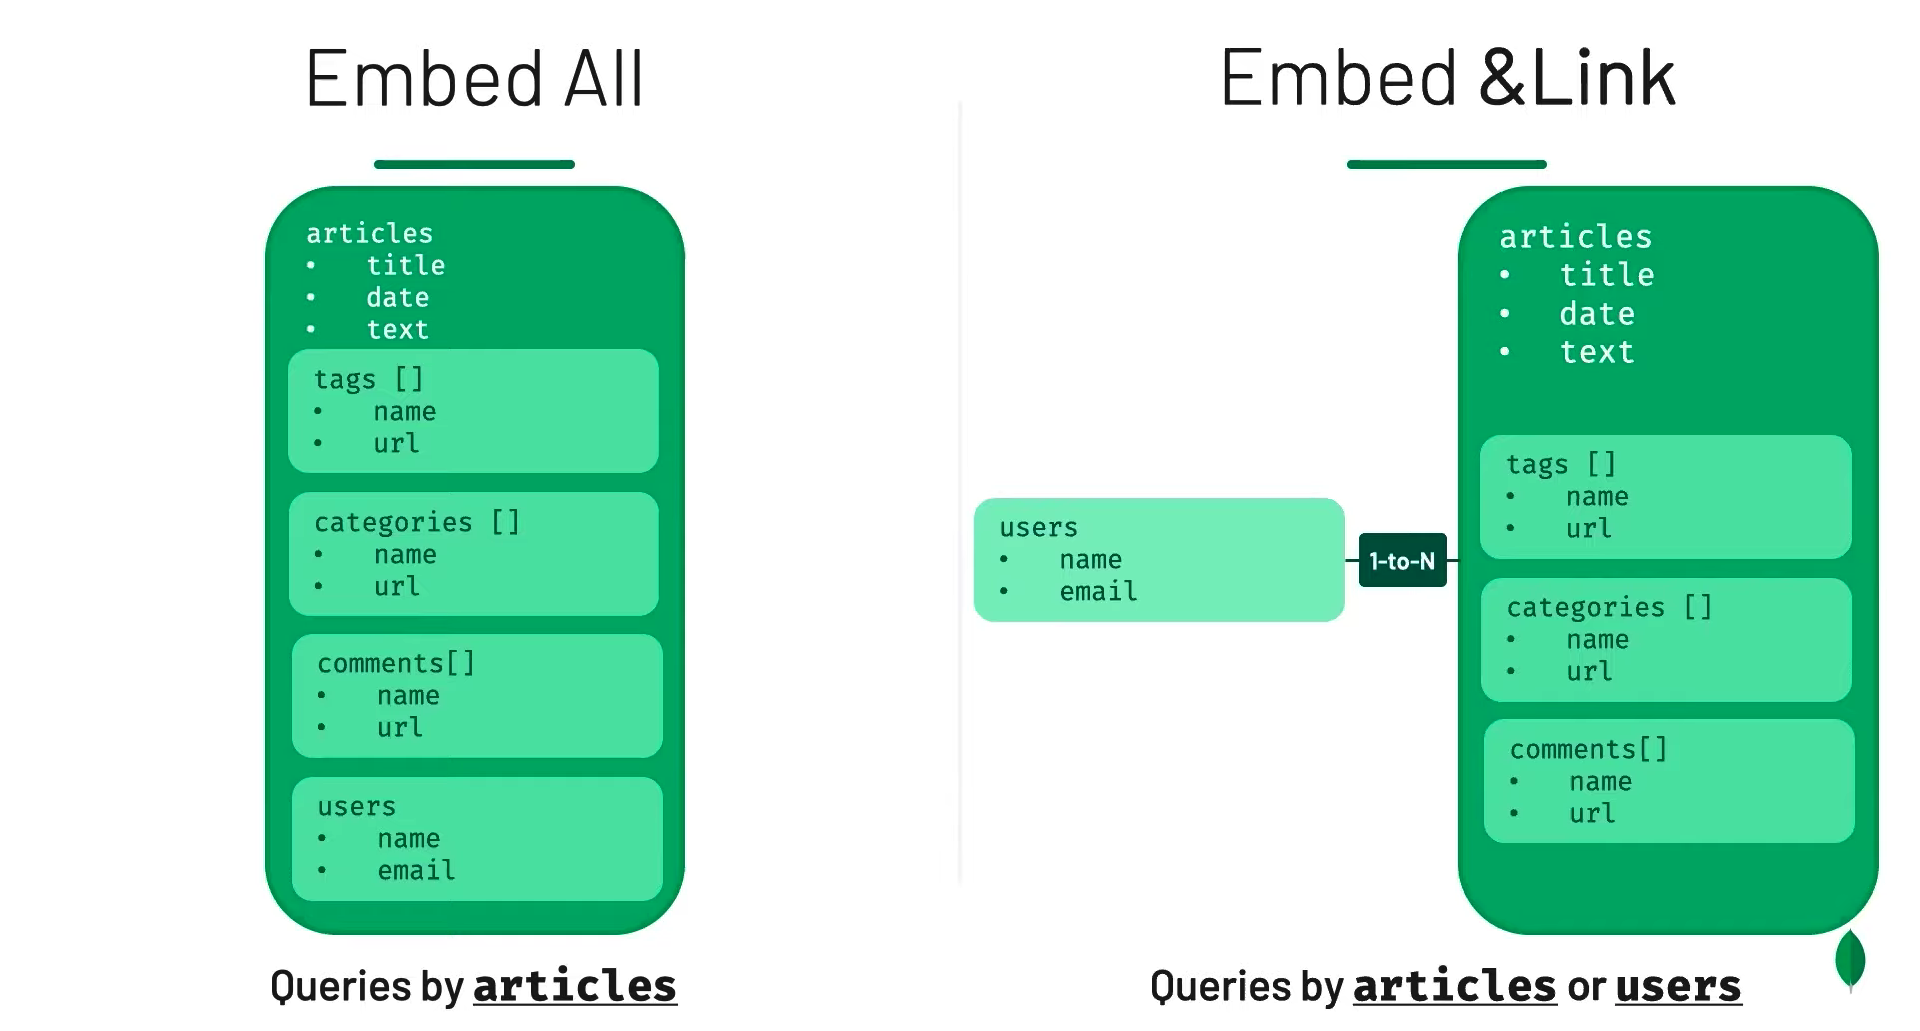 Embed All
articles
• title
• date
• text
tags []
• name
• url
categories []
• name
• url
comments[]
• name
• url
users
• name
• email
Queries by articles
Embed &Link
users
• name
• email
1-to-N
articles
• title
• date
• text
tags []
• name
• url
categories []
• name
• url
comments[]
• name
• url
Queries by articles or users